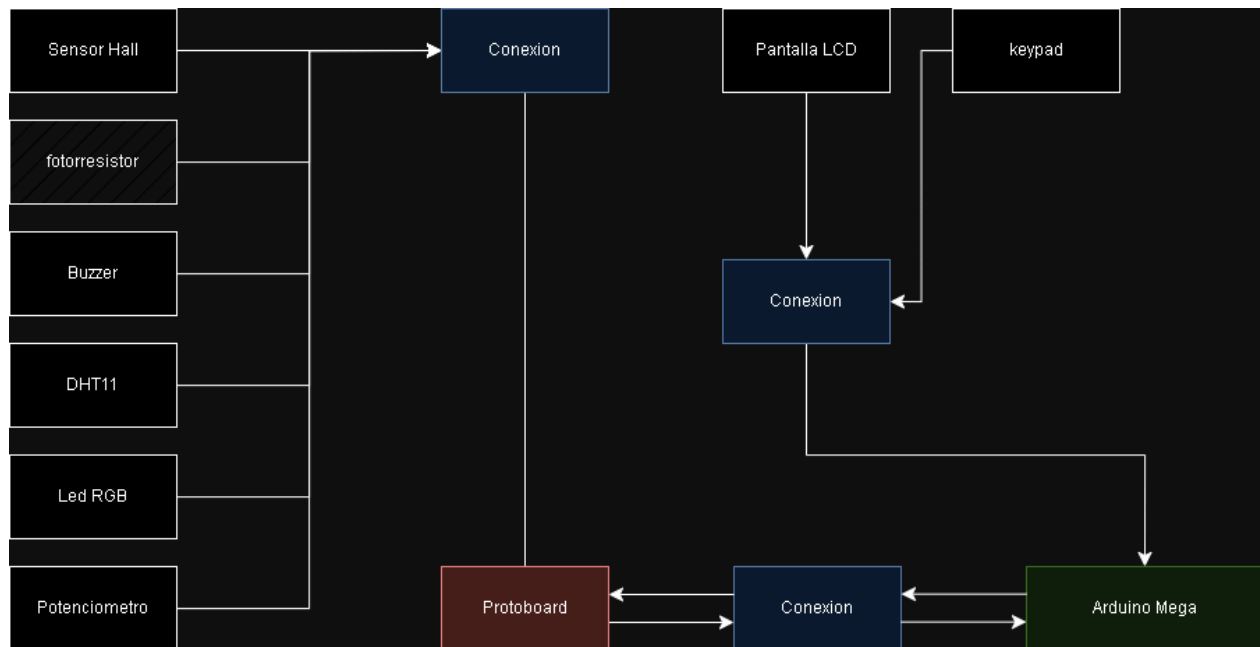 Sensor Hall
Conexion
Pantalla LCD
keypad
fotorresistor
Buzzer
Conexion
DHT11
Led RGB
Potenciometro
Protoboard
Conexion
Arduino Mega